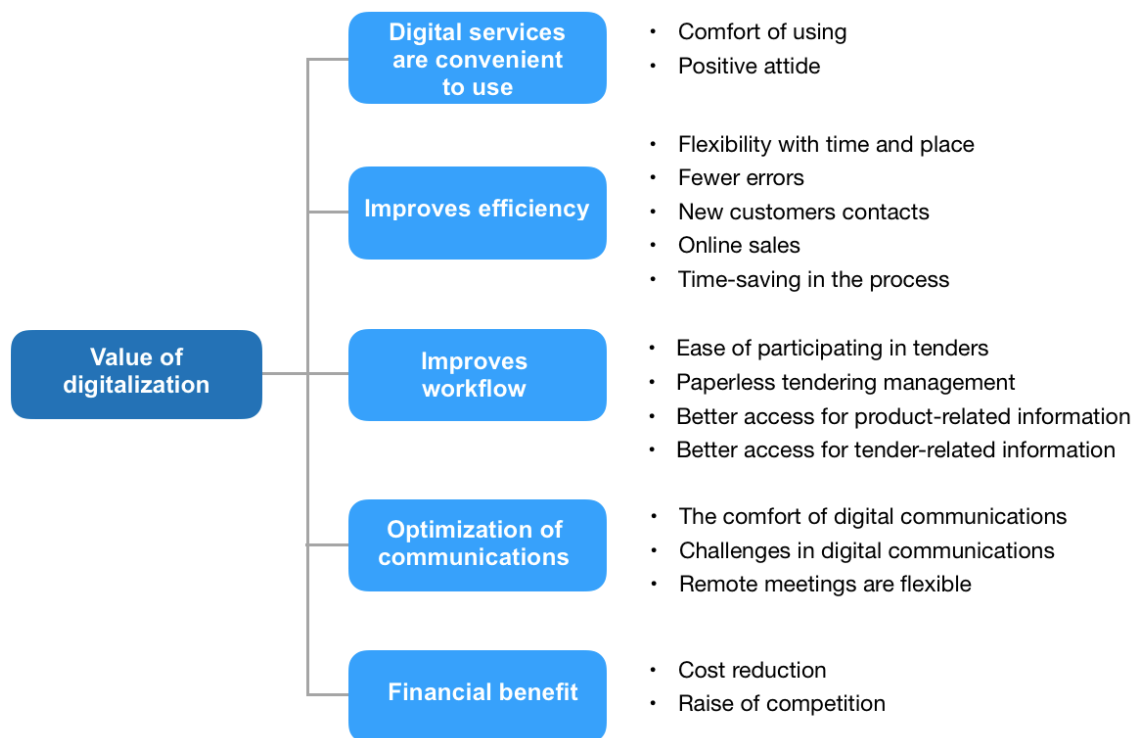 Digital services
are convenient
to use
• Comfort of using
• Positive attide
Improves efficiency
• Flexibility with time and place
• Fewer errors
• New customers contacts
• Online sales
• Time-saving in the process
Value of
digitalization
Improves
workflow
• Ease of participating in tenders
• Paperless tendering management
• Better access for product-related information
• Better access for tender-related information
Optimization of
communications
• The comfort of digital communications
• Challenges in digital communications
• Remote meetings are flexible
Financial benefit
• Cost reduction
• Raise of competition